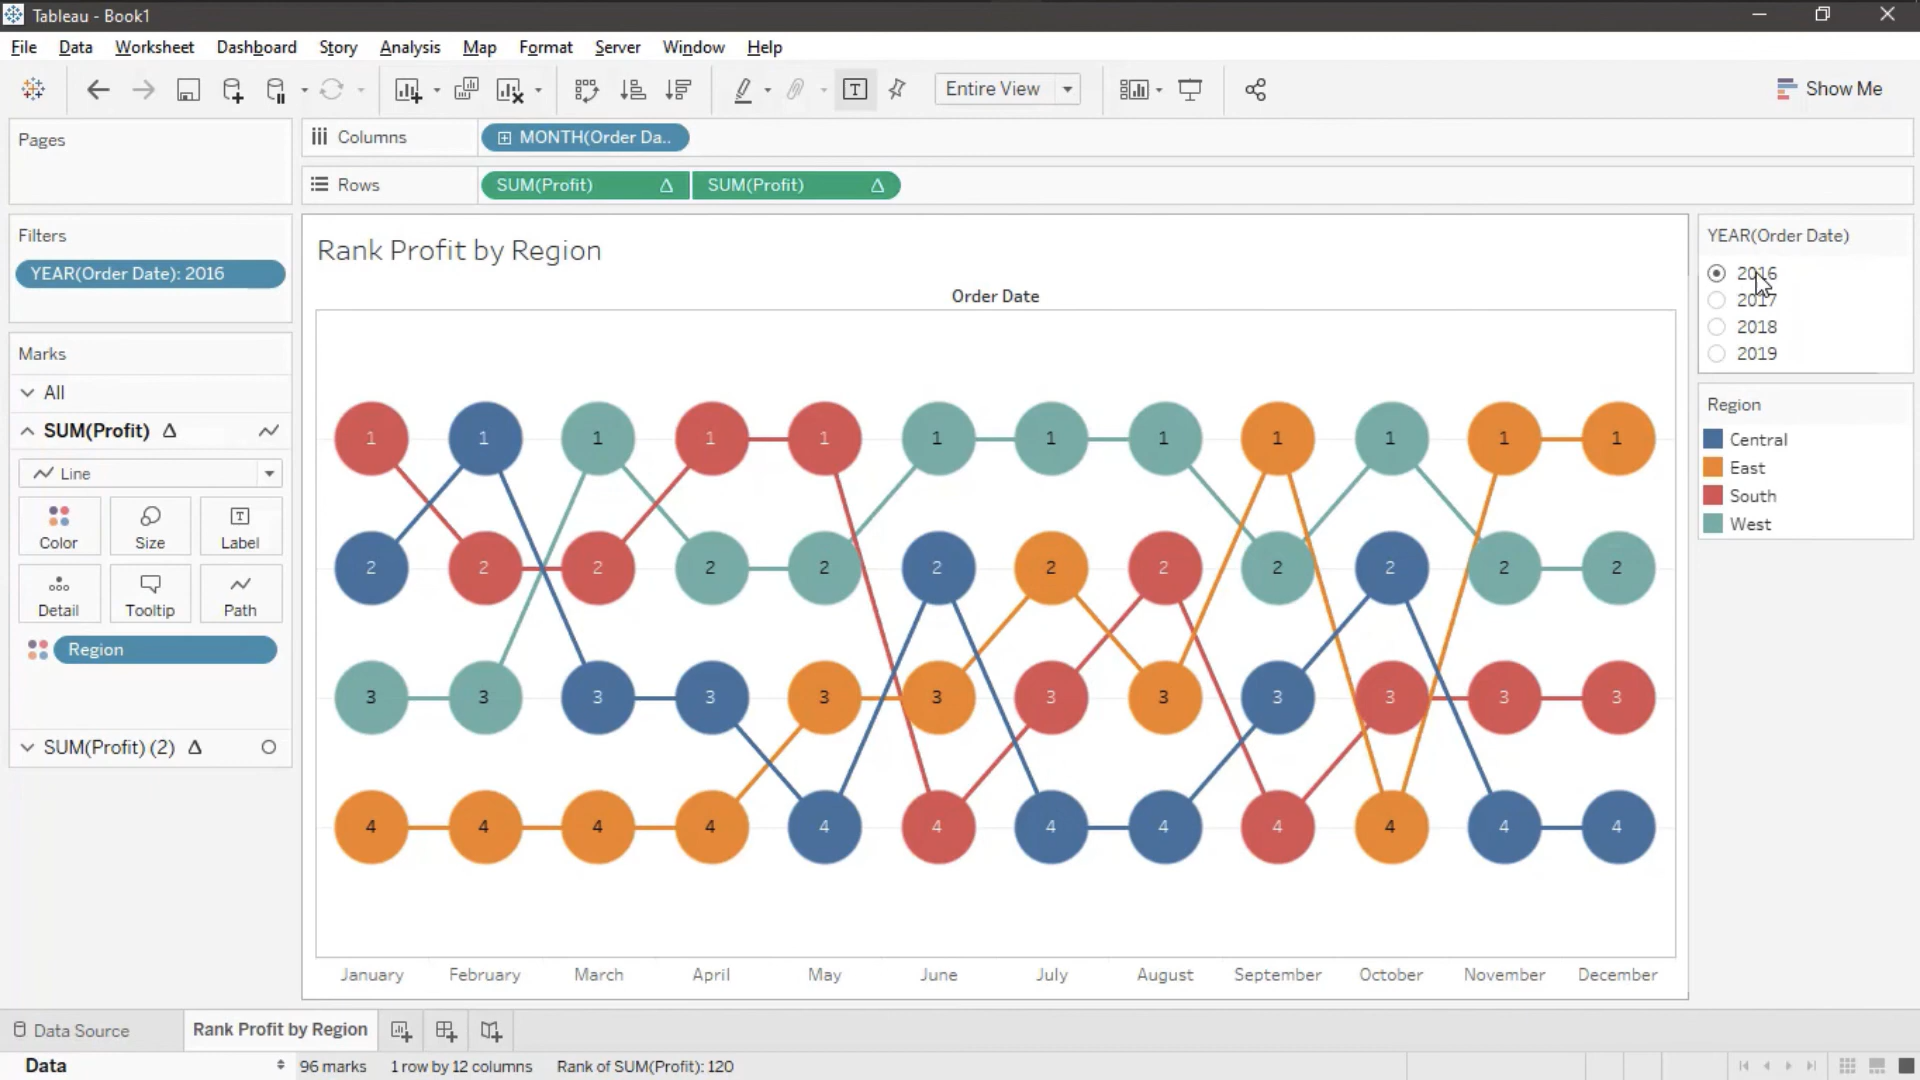 Tableau - Book1
File Data Worksheet Dashboard Story Analysis Map Format Server Window Help
Entire View
Show Me
Pages
Columns
MONTH(Order Da..
Rows
SUM(Profit) Δ SUM(Profit) Δ
Filters
YEAR(Order Date): 2016
Marks
All
SUM(Profit) Δ
Line
Color Size Label
Detail Tooltip Path
Region
SUM(Profit) (2) Δ
Rank Profit by Region
Order Date
1 1 1 1 1 1 1 1 1 1 1 1
2 2 2 2 2 2 2 2 2 2 2 2
3 3 3 3 3 3 3 3 3 3 3 3
4 4 4 4 4 4 4 4 4 4 4 4
January February March April May June July August September October November December
YEAR(Order Date)
2016
2017
2018
2019
Region
Central
East
South
West
Data Source
Rank Profit by Region
Data
96 marks 1 row by 12 columns Rank of SUM(Profit): 120